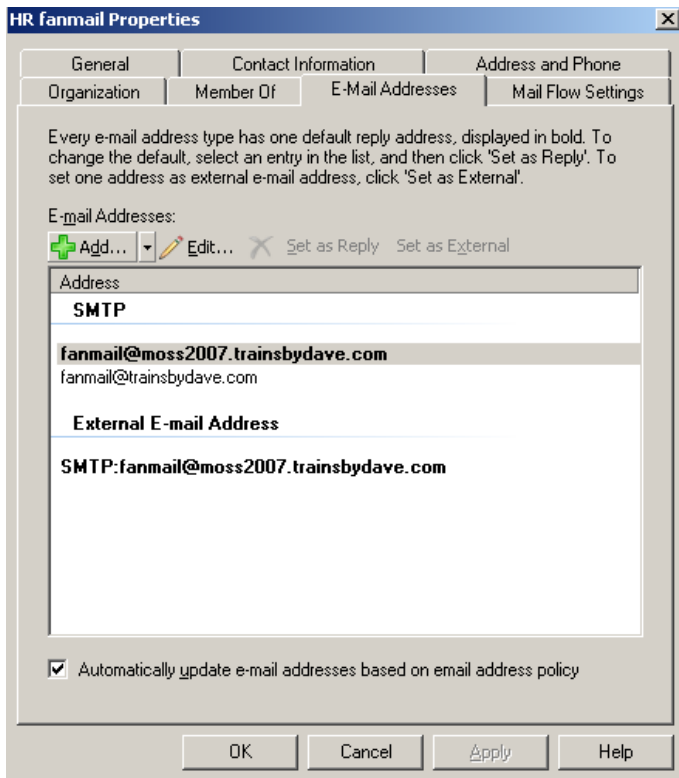 HR fanmail Properties
General Contact Information Address and Phone
Organization Member Of E-Mail Addresses Mail Flow Settings
Every e-mail address type has one default reply address, displayed in bold. To
change the default, select an entry in the list, and then click 'Set as Reply'. To
set one address as external e-mail address, click 'Set as External'.
E-mail Addresses:
Add... Edit... Set as Reply Set as External
Address
SMTP
fanmail@moss2007.trainsbydave.com
fanmail@trainsbydave.com
External E-mail Address
SMTP:fanmail@moss2007.trainsbydave.com
Automatically update e-mail addresses based on email address policy
OK Cancel Apply Help